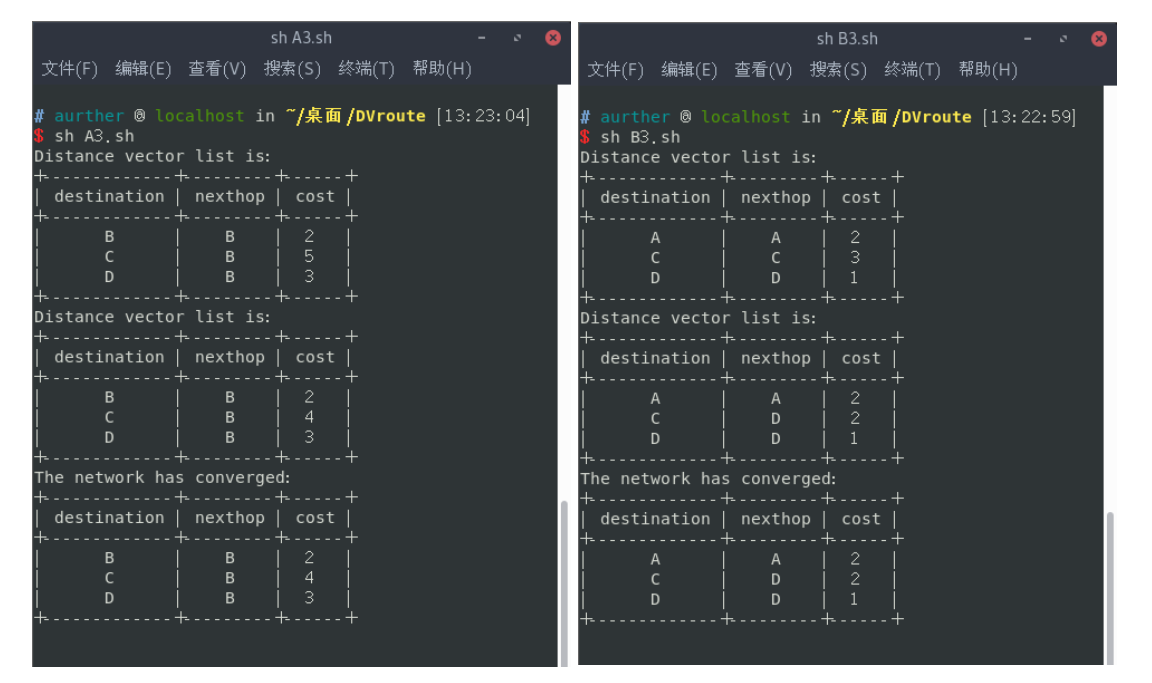 sh A3.sh
文件(F) 编辑(E) 查看(V) 搜索(S) 终端(T) 帮助(H)
# aurther @ localhost in ~/桌面/DVroute [13:23:04]
$ sh A3.sh
Distance vector list is:
+-------------+---------+------+
| destination | nexthop | cost |
+-------------+---------+------+
| B | B | 2 |
| C | B | 5 |
| D | B | 3 |
+-------------+---------+------+
Distance vector list is:
+-------------+---------+------+
| destination | nexthop | cost |
+-------------+---------+------+
| B | B | 2 |
| C | B | 4 |
| D | B | 3 |
+-------------+---------+------+
The network has converged:
+-------------+---------+------+
| destination | nexthop | cost |
+-------------+---------+------+
| B | B | 2 |
| C | B | 4 |
| D | B | 3 |
+-------------+---------+------+
sh B3.sh
文件(F) 编辑(E) 查看(V) 搜索(S) 终端(T) 帮助(H)
# aurther @ localhost in ~/桌面/DVroute [13:22:59]
$ sh B3.sh
Distance vector list is:
+-------------+---------+------+
| destination | nexthop | cost |
+-------------+---------+------+
| A | A | 2 |
| C | C | 3 |
| D | D | 1 |
+-------------+---------+------+
Distance vector list is:
+-------------+---------+------+
| destination | nexthop | cost |
+-------------+---------+------+
| A | A | 2 |
| C | D | 2 |
| D | D | 1 |
+-------------+---------+------+
The network has converged:
+-------------+---------+------+
| destination | nexthop | cost |
+-------------+---------+------+
| A | A | 2 |
| C | D | 2 |
| D | D | 1 |
+-------------+---------+------+